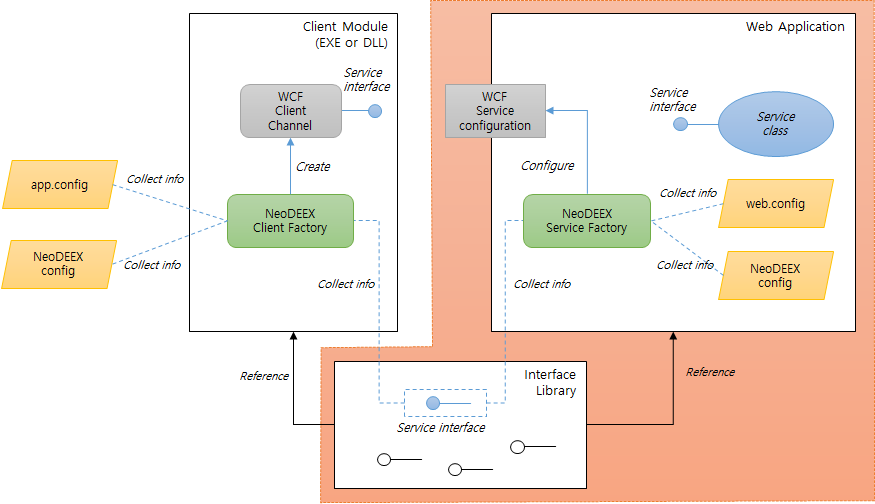 Client Module
(EXE or DLL)
Web Application
Service
interface
WCF
Client
Channel
WCF
Service
configuration
Service
interface
Service
class
Create
Configure
app.config
Collect info
NeoDEEX
Client Factory
NeoDEEX
Service Factory
Collect info
web.config
NeoDEEX
config
Collect info
Collect info
Collect info
Collect info
NeoDEEX
config
Reference
Interface
Library
Reference
Service interface